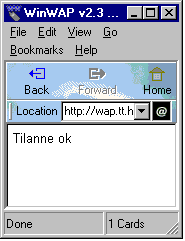 WinWAP v2.3 ...
File Edit View Go
Bookmarks Help
Back Forward Home
Location http://wap.tt.h @
Tilanne ok
Done 1 Cards